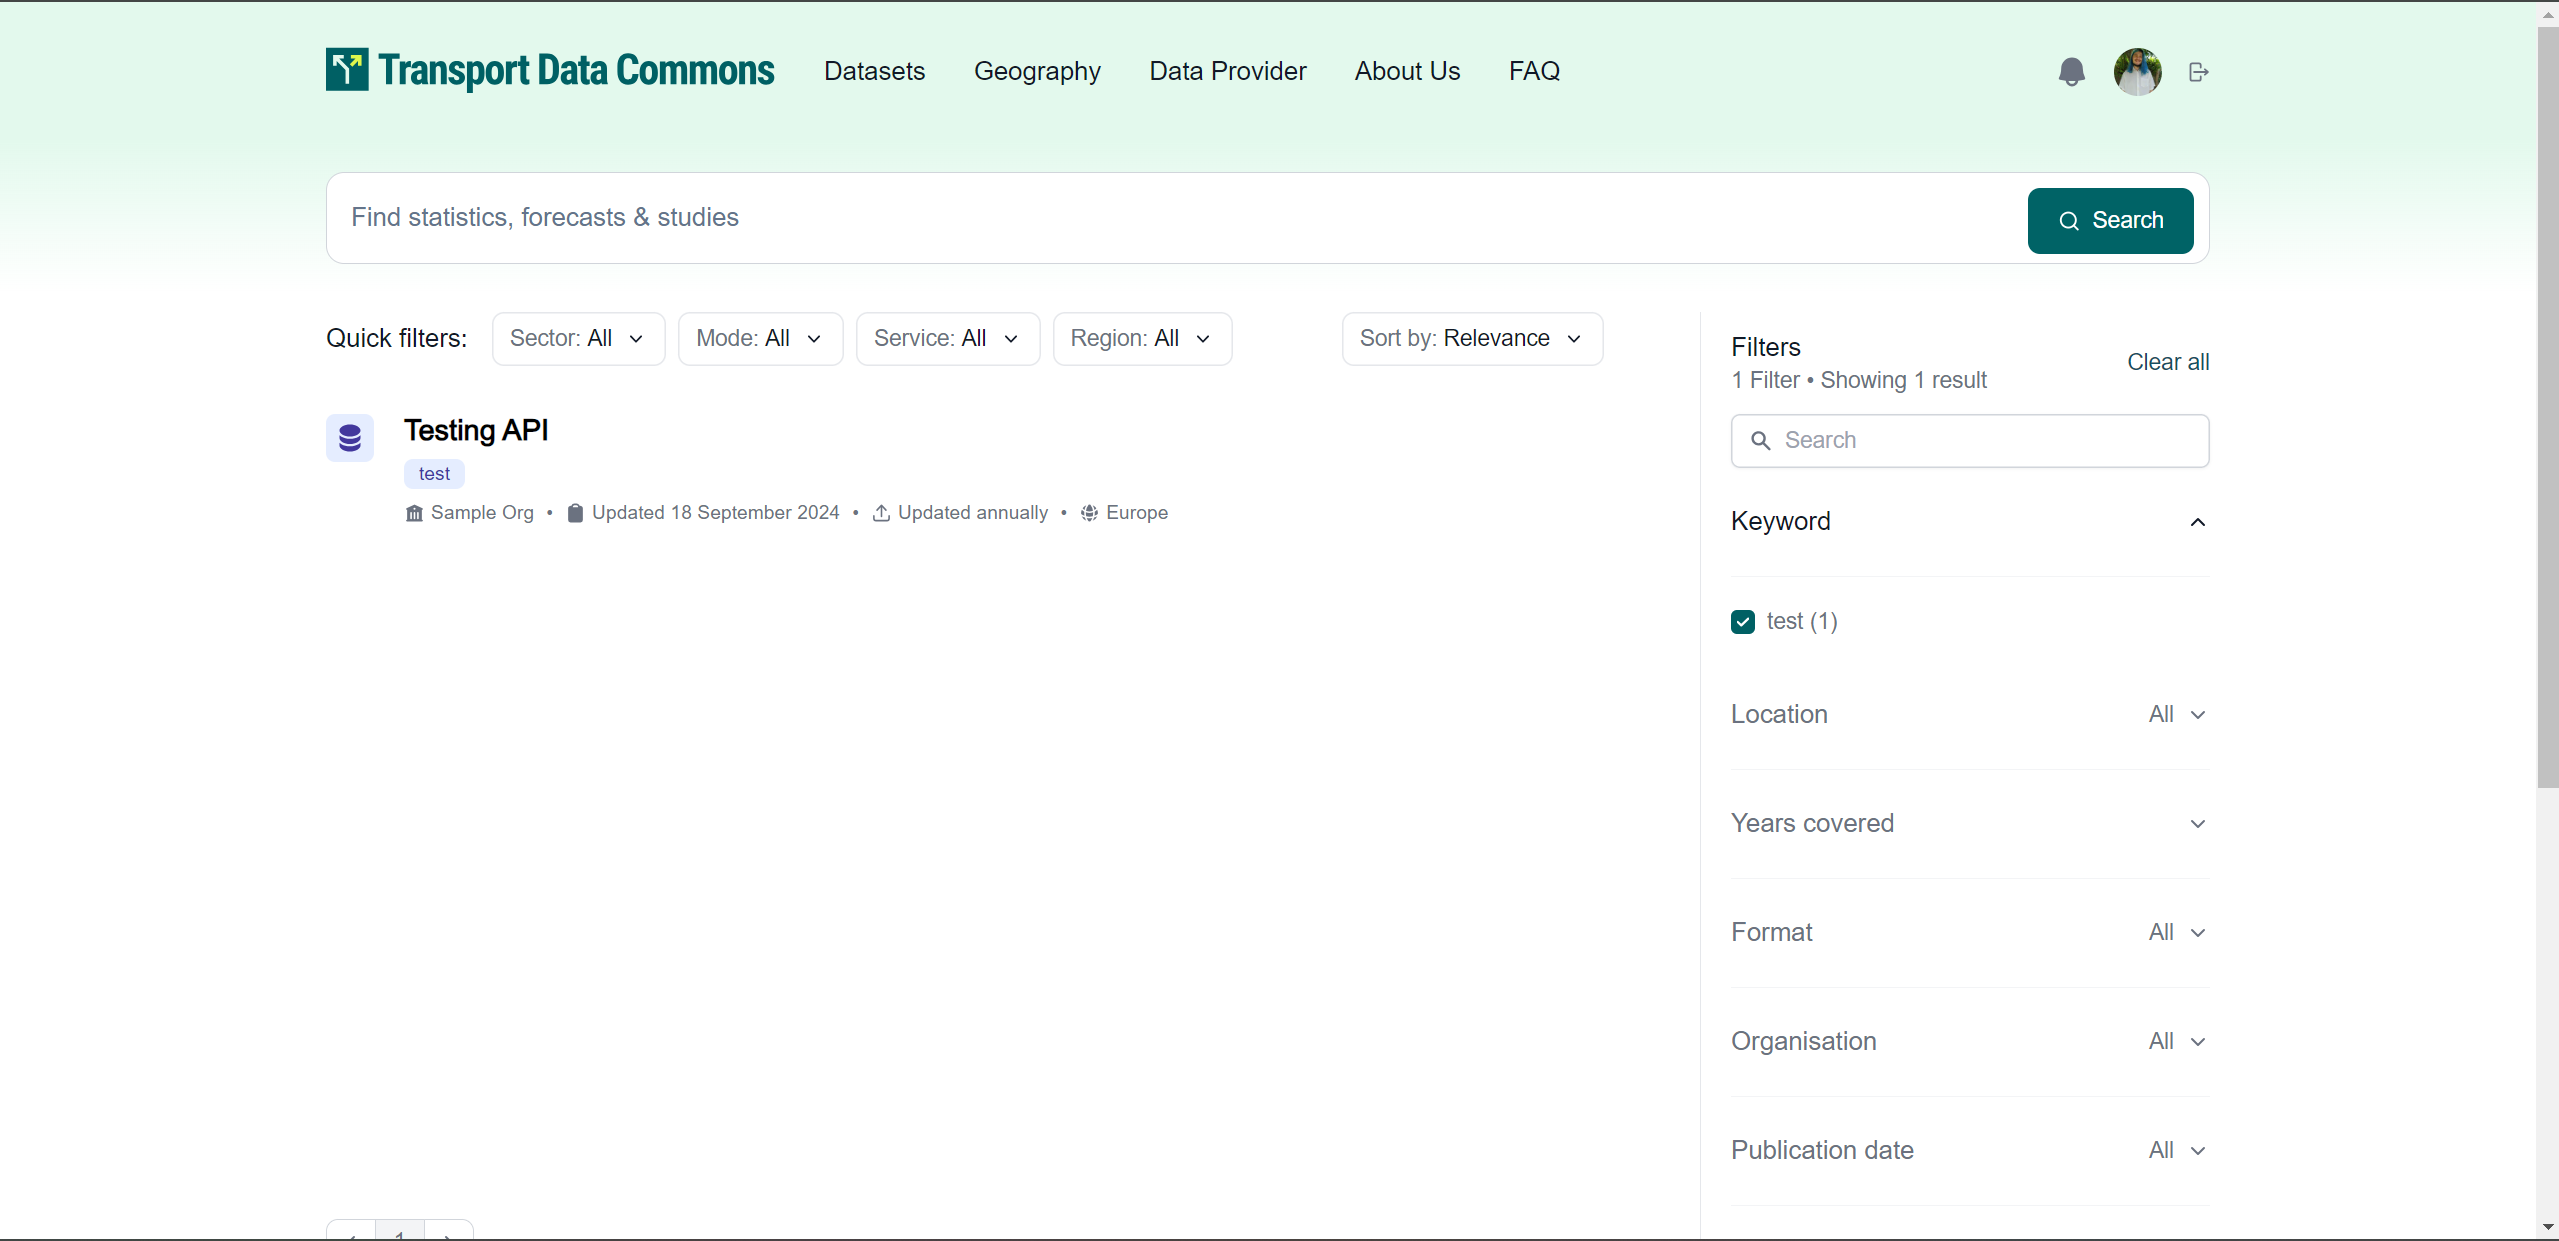 Transport Data Commons Datasets Geography Data Provider About Us FAQ
Find statistics, forecasts & studies Search
Quick filters: Sector: All Mode: All Service: All Region: All Sort by: Relevance
Testing API
test
Sample Org • Updated 18 September 2024 • Updated annually • Europe
Filters
1 Filter • Showing 1 result
Clear all
Search
Keyword
test (1)
Location All
Years covered
Format All
Organisation All
Publication date All
1